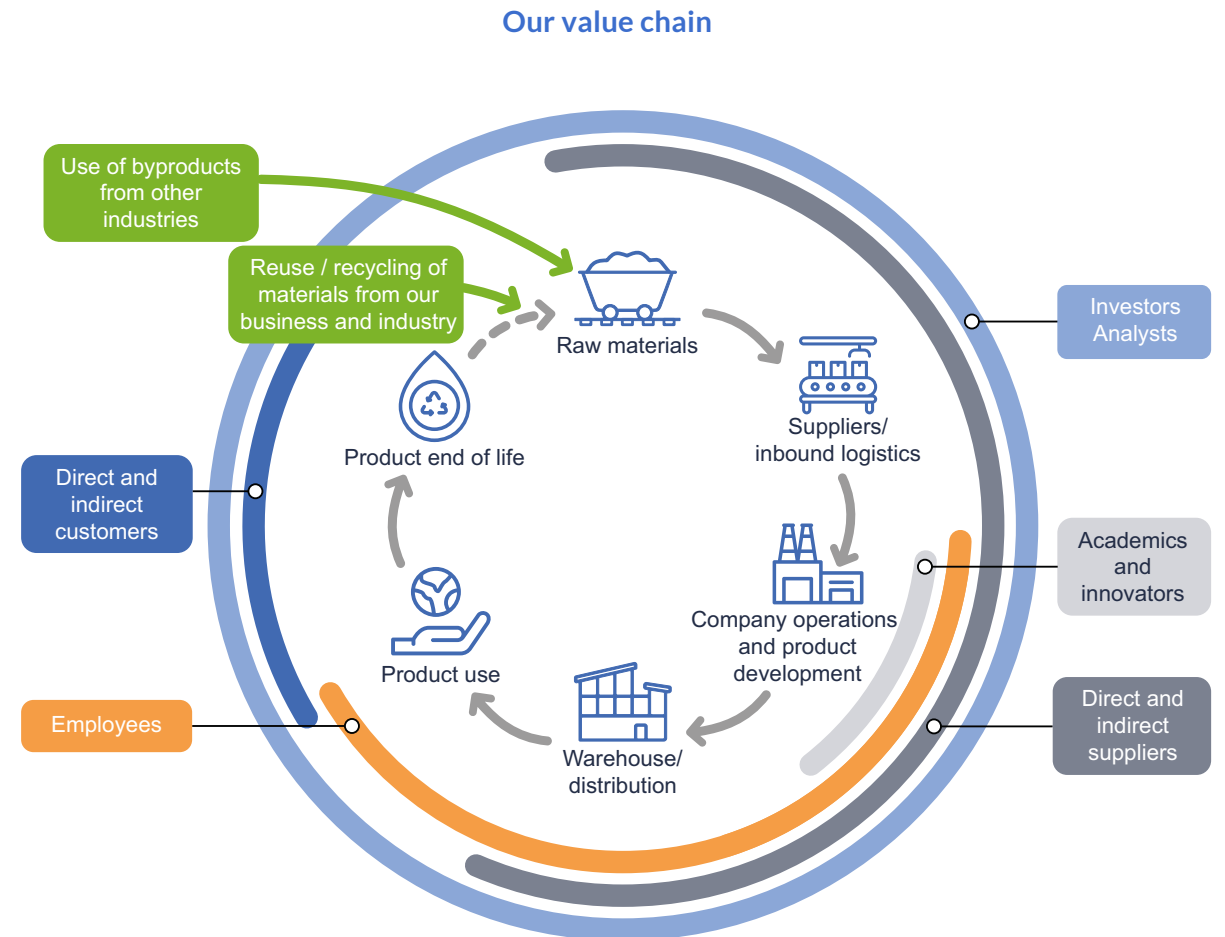 Our value chain
Use of byproducts
from other
industries
Reuse / recycling of
materials from our
business and industry
Raw materials
Investors
Analysts
Suppliers/
inbound logistics
Product end of life
Direct and
indirect
customers
Academics
and
innovators
Company operations
and product
development
Product use
Employees
Warehouse/
distribution
Direct and
indirect
suppliers